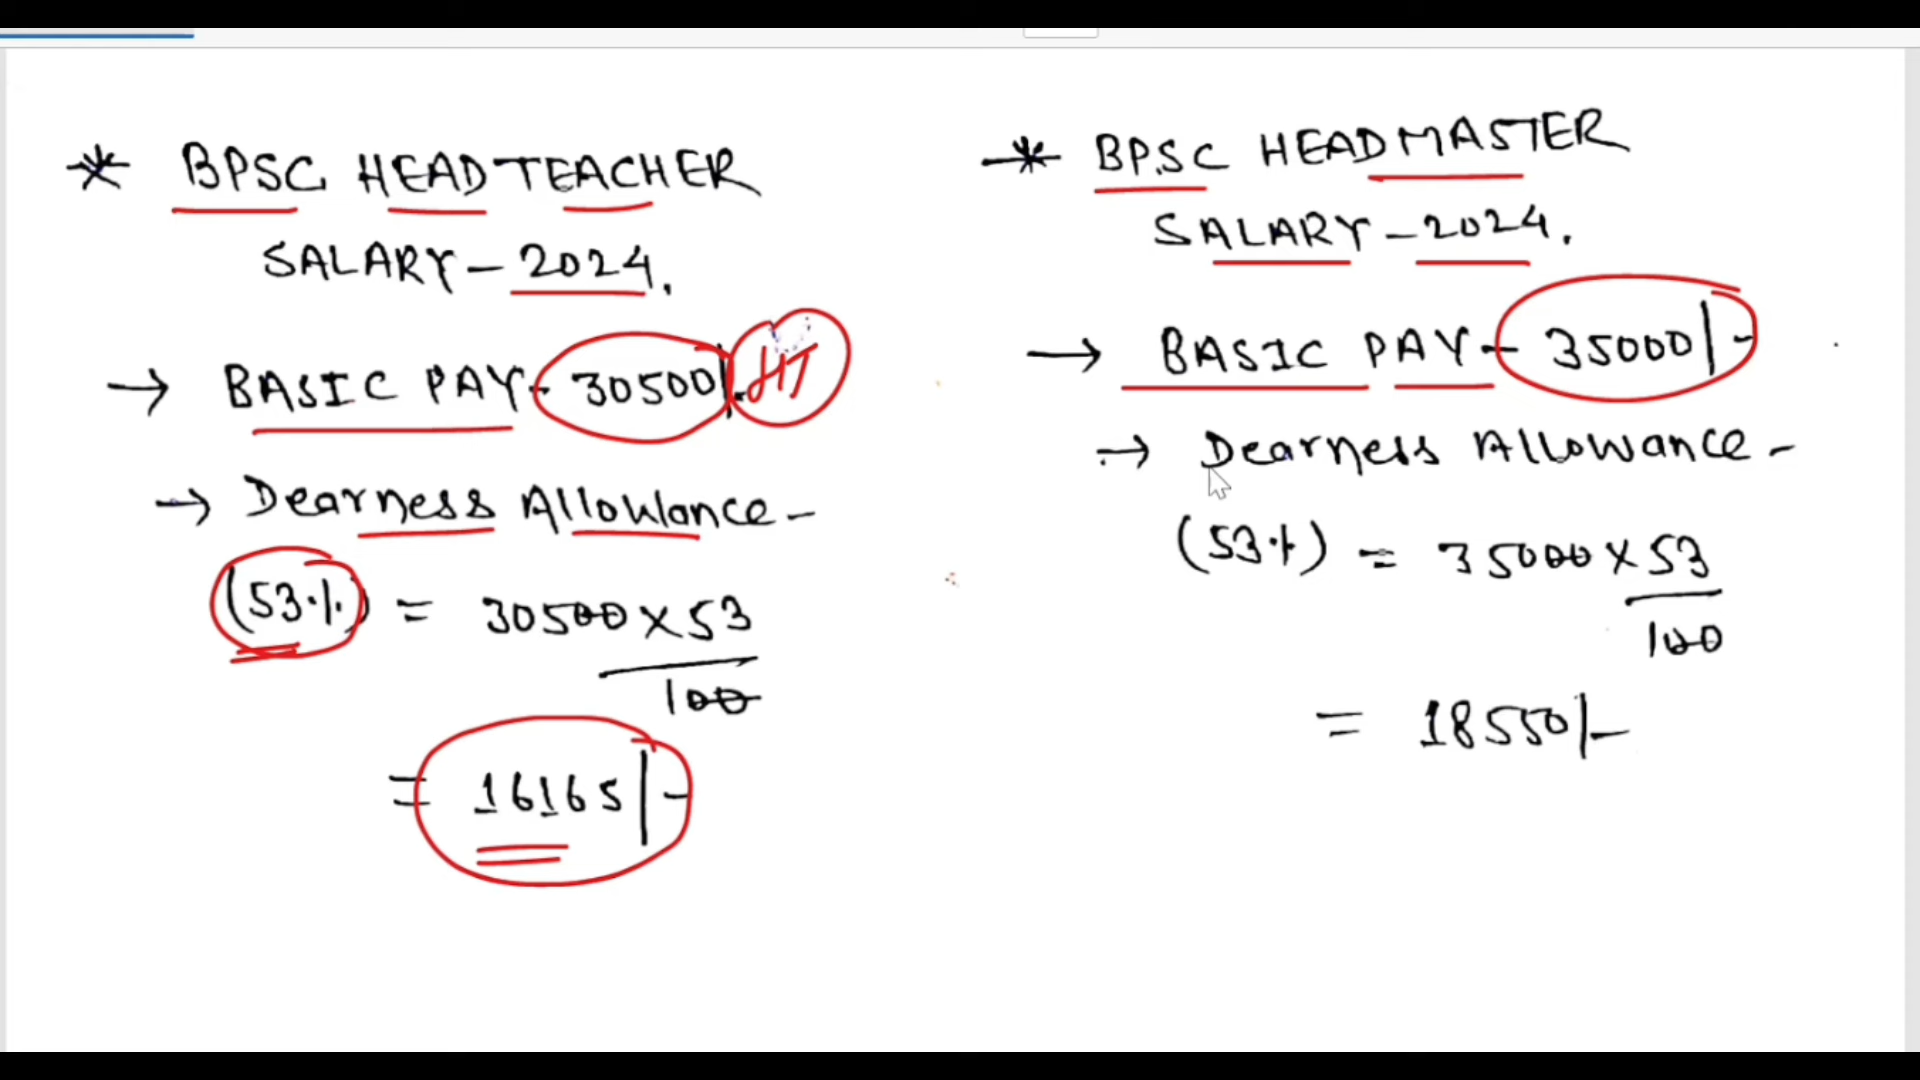 * BPSC HEADTEACHER
SALARY - 2024.
→ BASIC PAY - 30500/- HT
→ Dearness Allowance -
(53%) = 30500 × 53
100
= 16165/-
* BPSC HEADMASTER
SALARY - 2024.
→ BASIC PAY - 35000/-
→ Dearness Allowance -
(53%) = 35000 × 53
100
= 18550/-